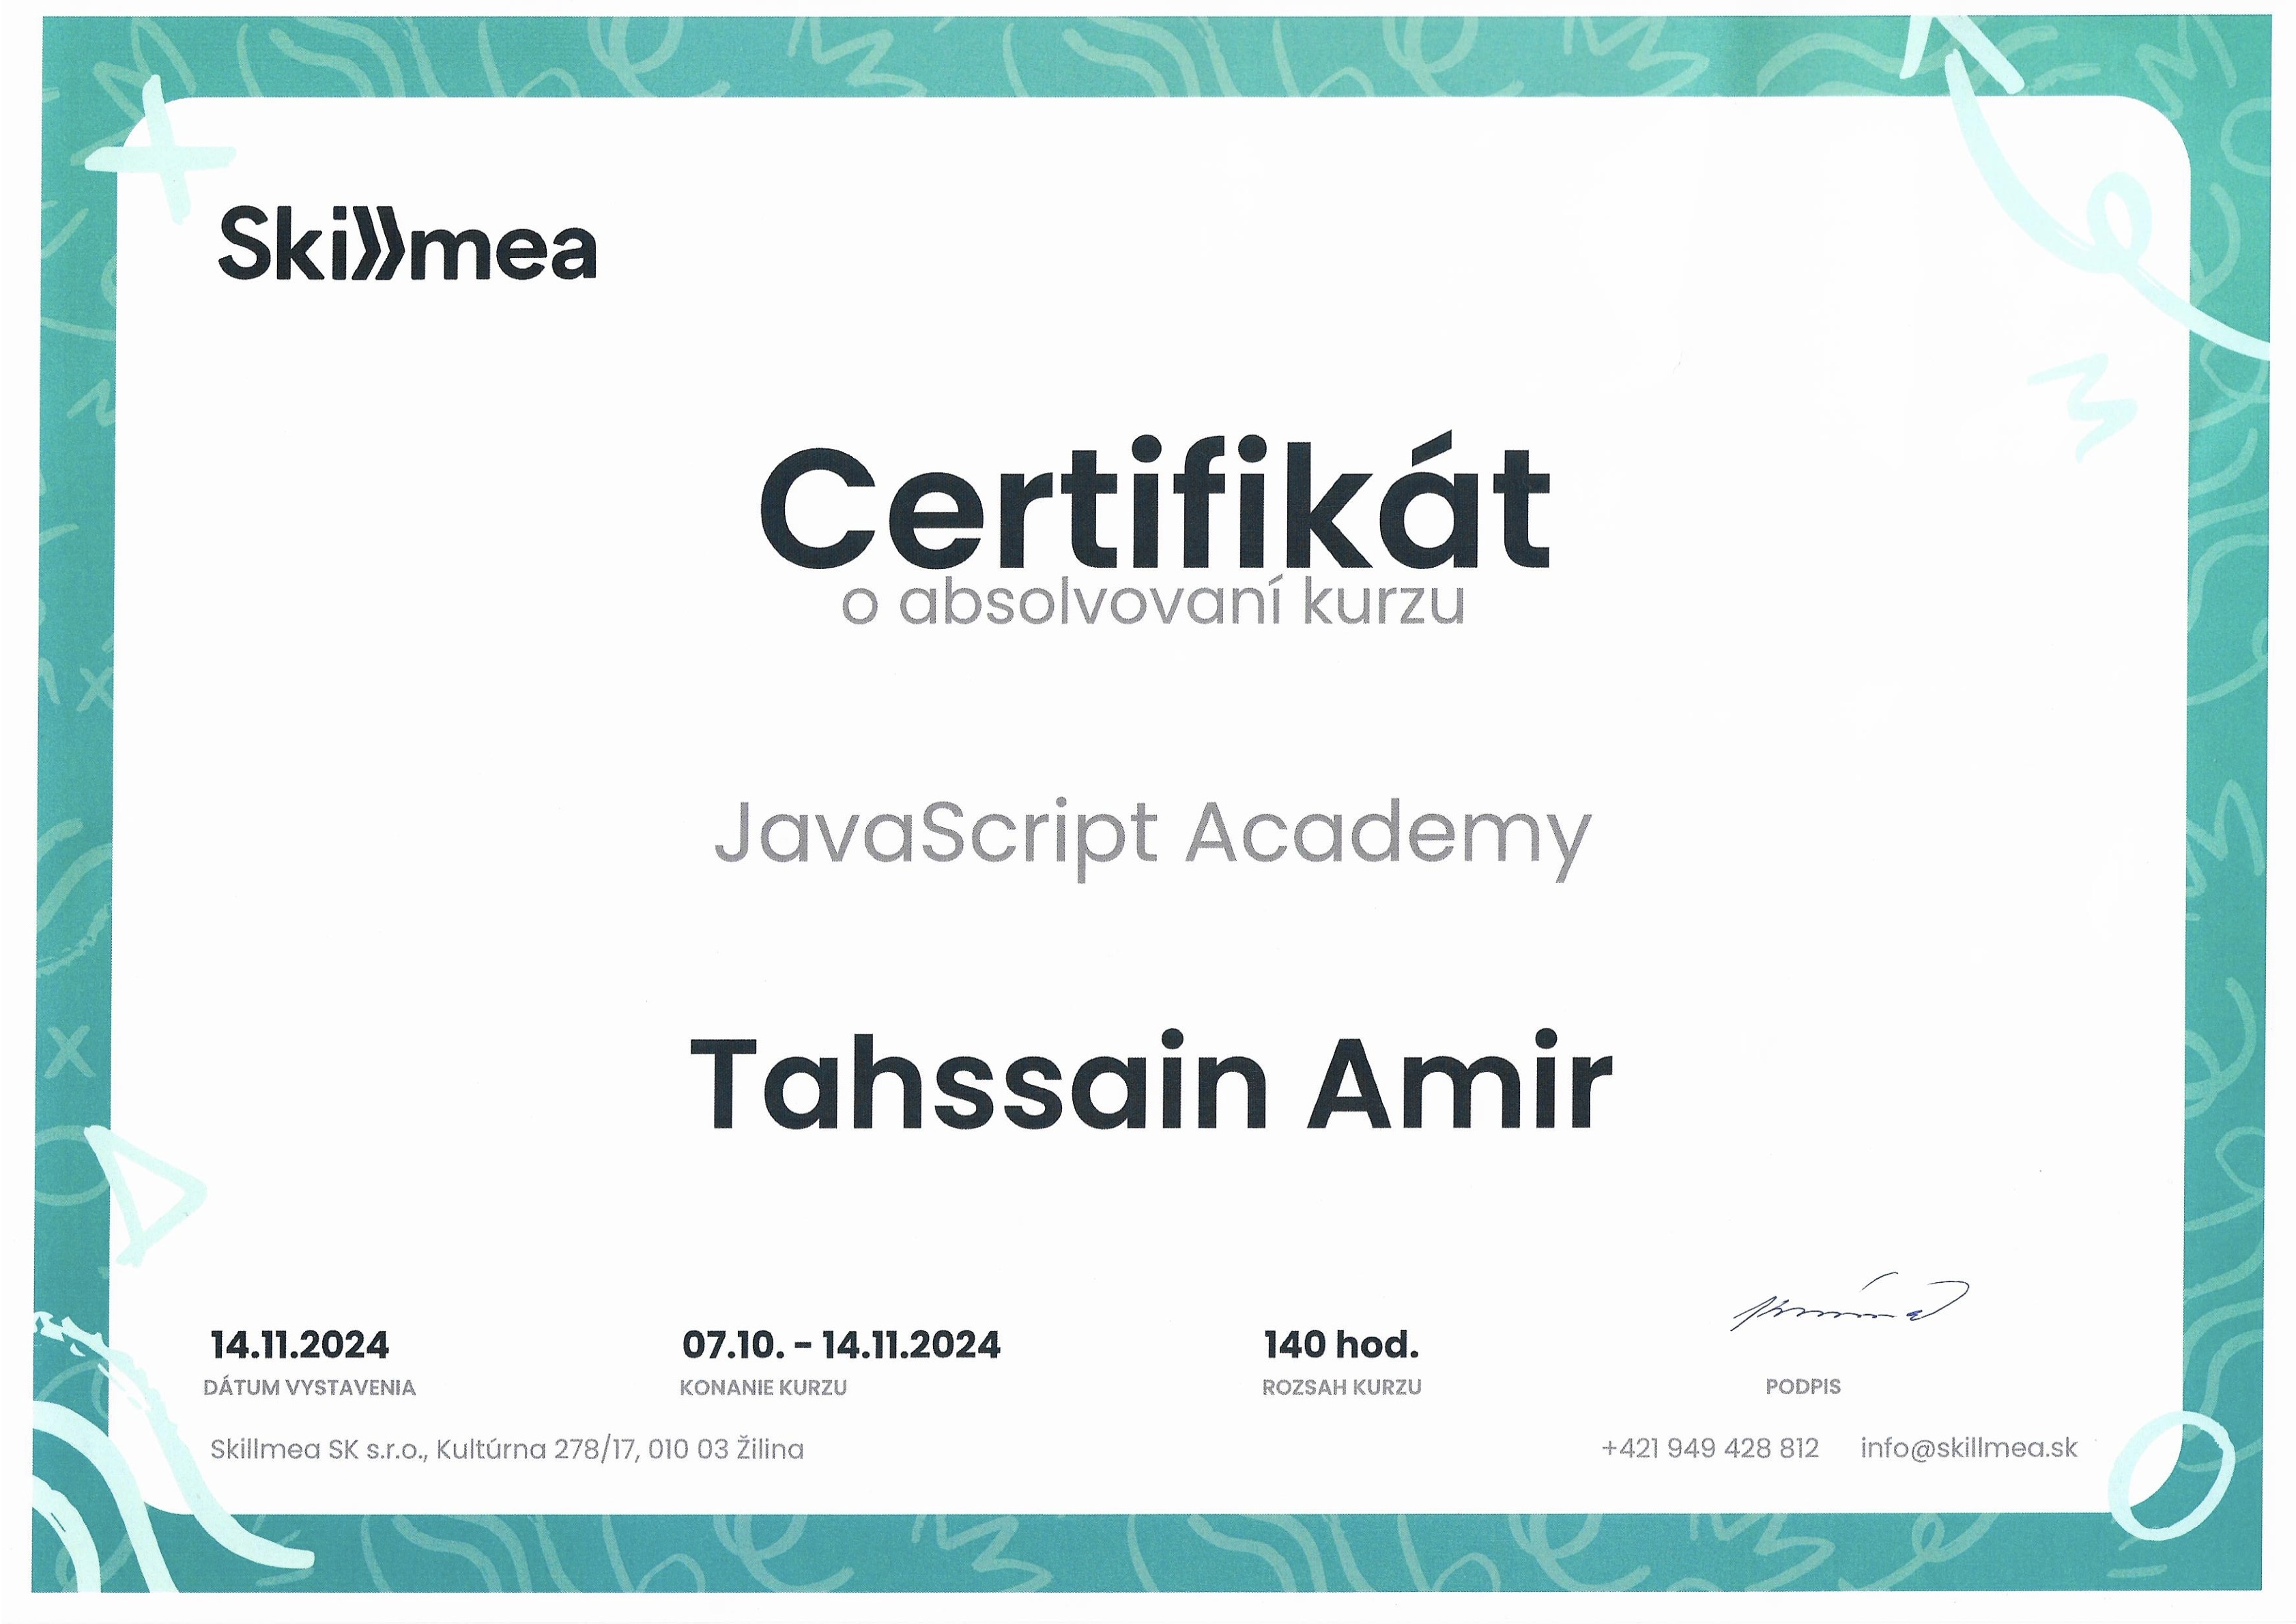 Skillmea
Certifikát
o absolvovaní kurzu
JavaScript Academy
Tahssain Amir
14.11.2024
DÁTUM VYSTAVENIA
07.10. - 14.11.2024
KONANIE KURZU
140 hod.
ROZSAH KURZU
PODPIS
Skillmea SK s.r.o., Kultúrna 278/17, 010 03 Žilina
+421 949 428 812 info@skillmea.sk